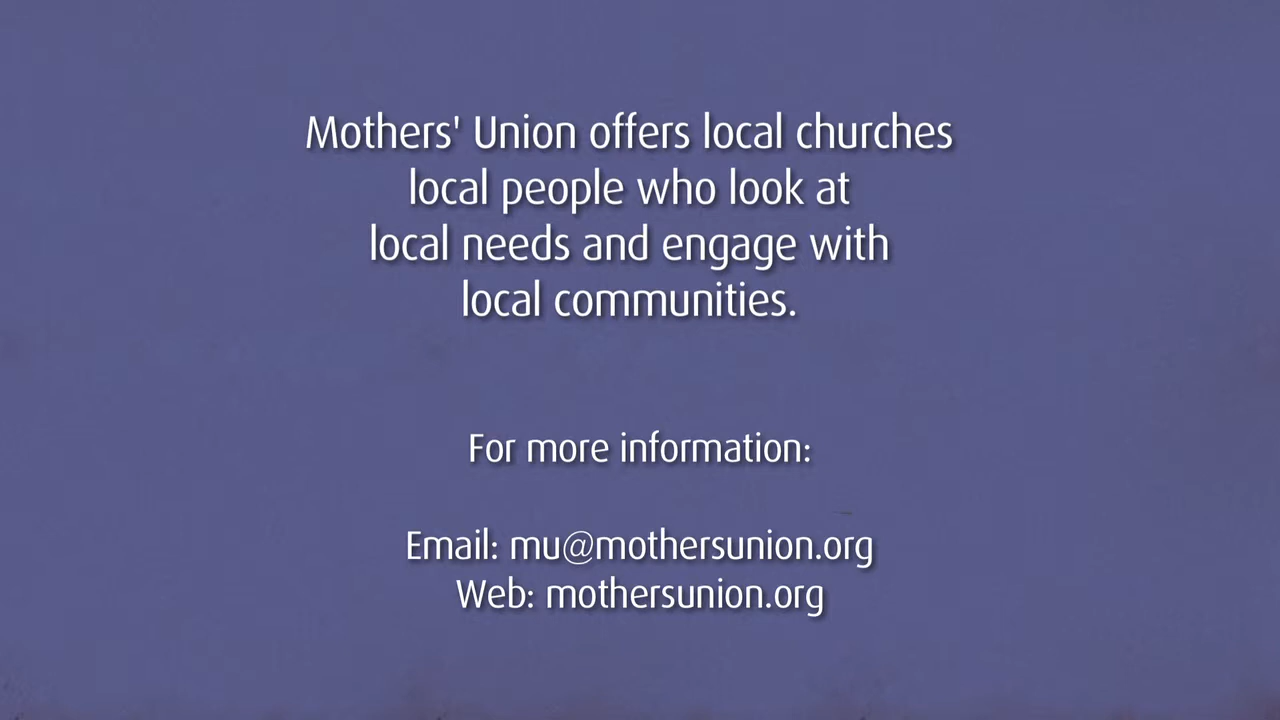 Mothers' Union offers local churches
local people who look at
local needs and engage with
local communities.
For more information:
Email: mu@mothersunion.org
Web: mothersunion.org